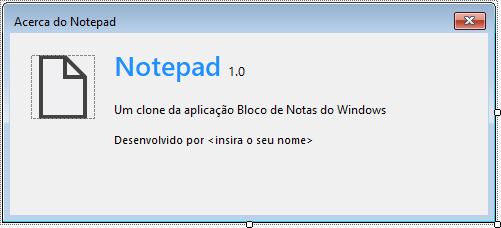 Acerca do Notepad
Notepad 1.0
Um clone da aplicação Bloco de Notas do Windows
Desenvolvido por <insira o seu nome>